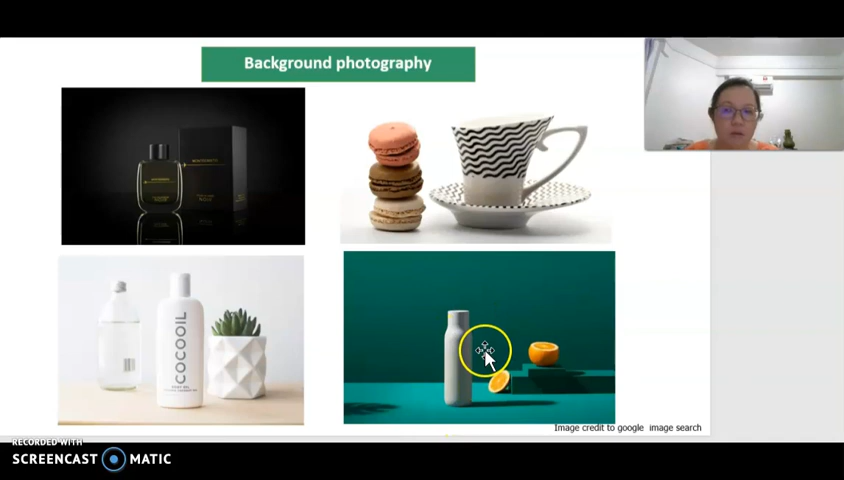 Background photography
COCOOIL
Image credit to google image search
RECORDED WITH
SCREENCAST MATIC